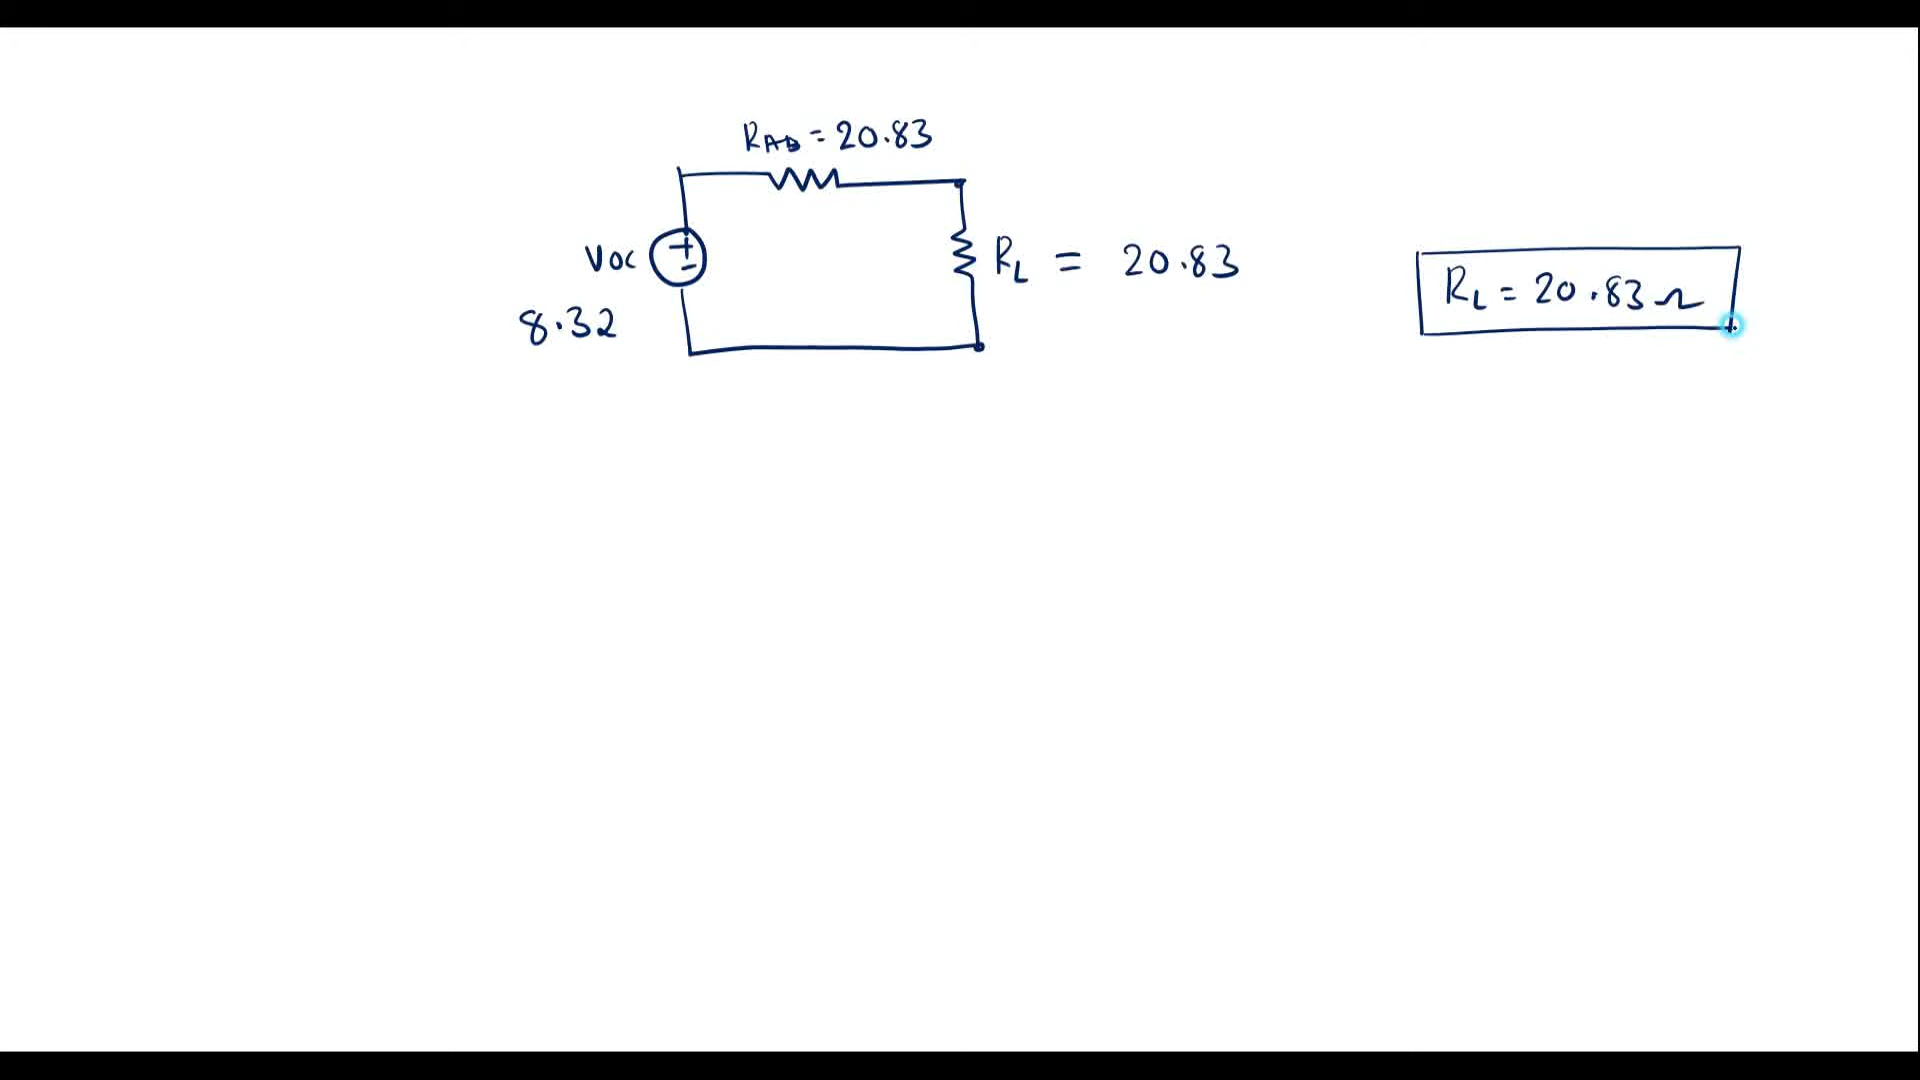 R_AB = 20.83
Voc
8.32
+
-
R_L = 20.83
R_L = 20.83 Ω